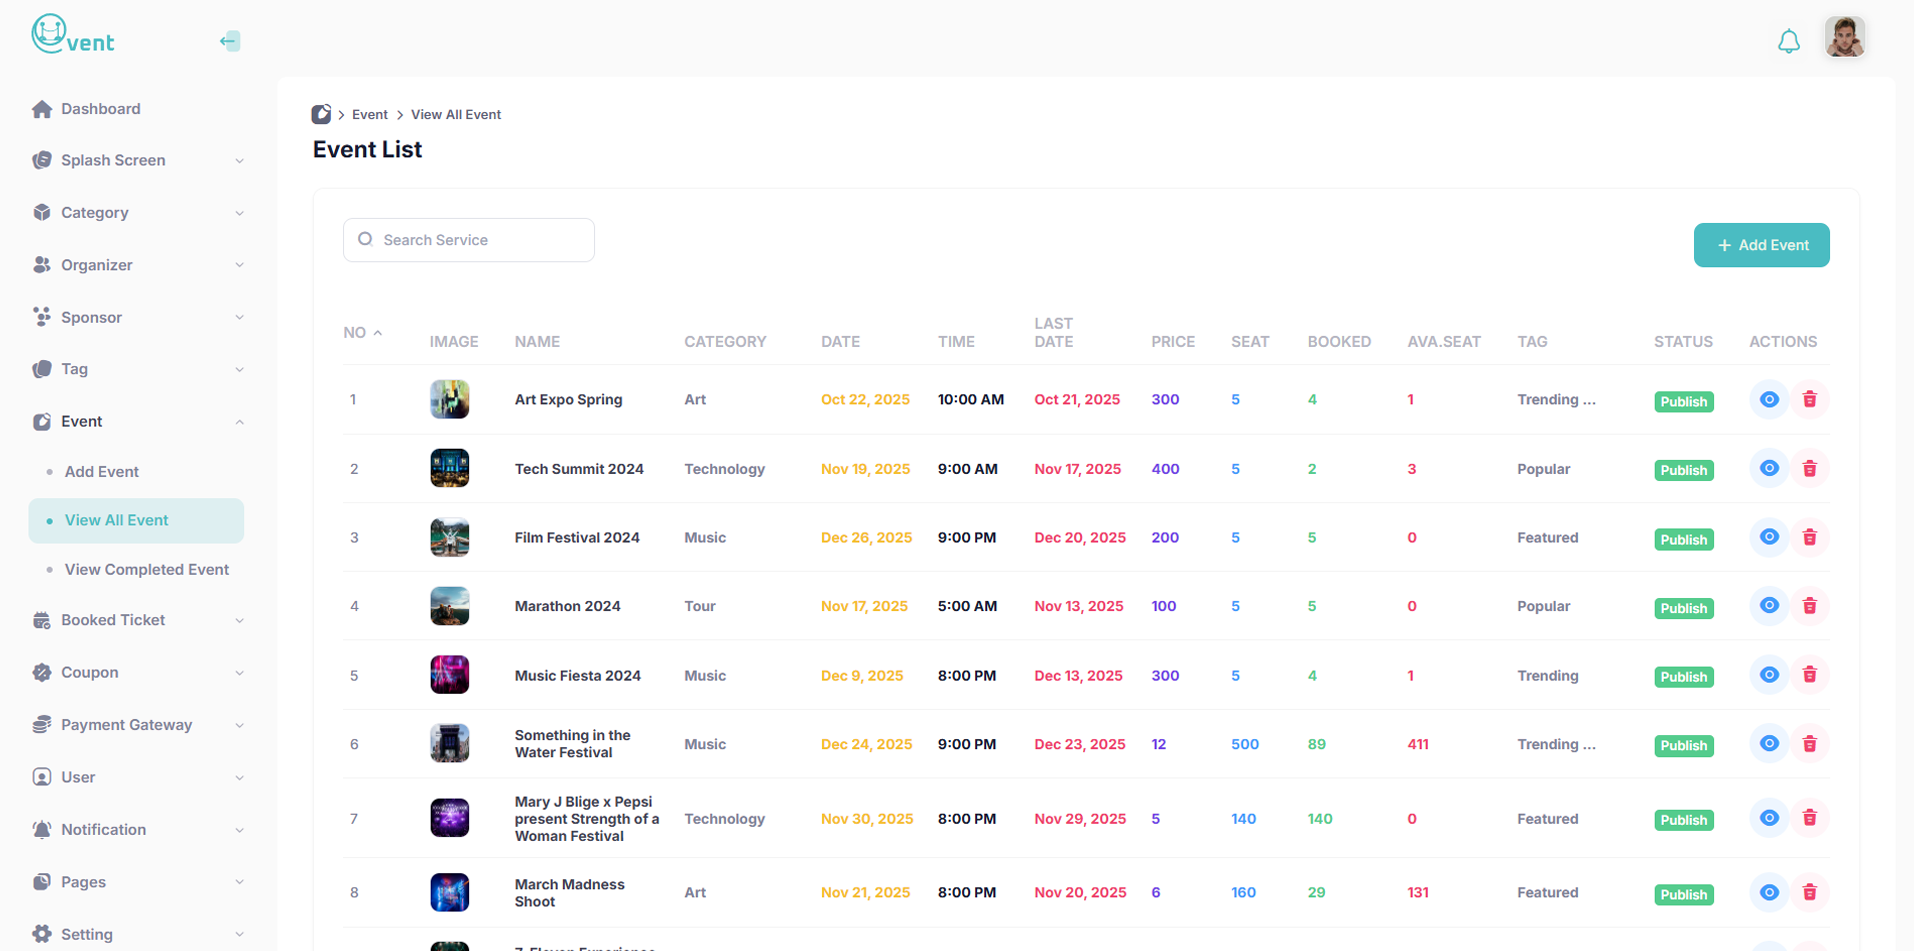 vent
Dashboard
Splash Screen
Category
Organizer
Sponsor
Tag
Event
Add Event
View All Event
View Completed Event
Booked Ticket
Coupon
Payment Gateway
User
Notification
Pages
Setting
Event View All Event
Event List
Search Service
+ Add Event
NO IMAGE NAME CATEGORY DATE TIME LAST DATE PRICE SEAT BOOKED AVA.SEAT TAG STATUS ACTIONS
1 Art Expo Spring Art Oct 22, 2025 10:00 AM Oct 21, 2025 300 5 4 1 Trending ... Publish
2 Tech Summit 2024 Technology Nov 19, 2025 9:00 AM Nov 17, 2025 400 5 2 3 Popular Publish
3 Film Festival 2024 Music Dec 26, 2025 9:00 PM Dec 20, 2025 200 5 5 0 Featured Publish
4 Marathon 2024 Tour Nov 17, 2025 5:00 AM Nov 13, 2025 100 5 5 0 Popular Publish
5 Music Fiesta 2024 Music Dec 9, 2025 8:00 PM Dec 13, 2025 300 5 4 1 Trending Publish
6 Something in the Water Festival Music Dec 24, 2025 9:00 PM Dec 23, 2025 12 500 89 411 Trending ... Publish
7 Mary J Blige x Pepsi present Strength of a Woman Festival Technology Nov 30, 2025 8:00 PM Nov 29, 2025 5 140 140 0 Featured Publish
8 March Madness Shoot Art Nov 21, 2025 8:00 PM Nov 20, 2025 6 160 29 131 Featured Publish